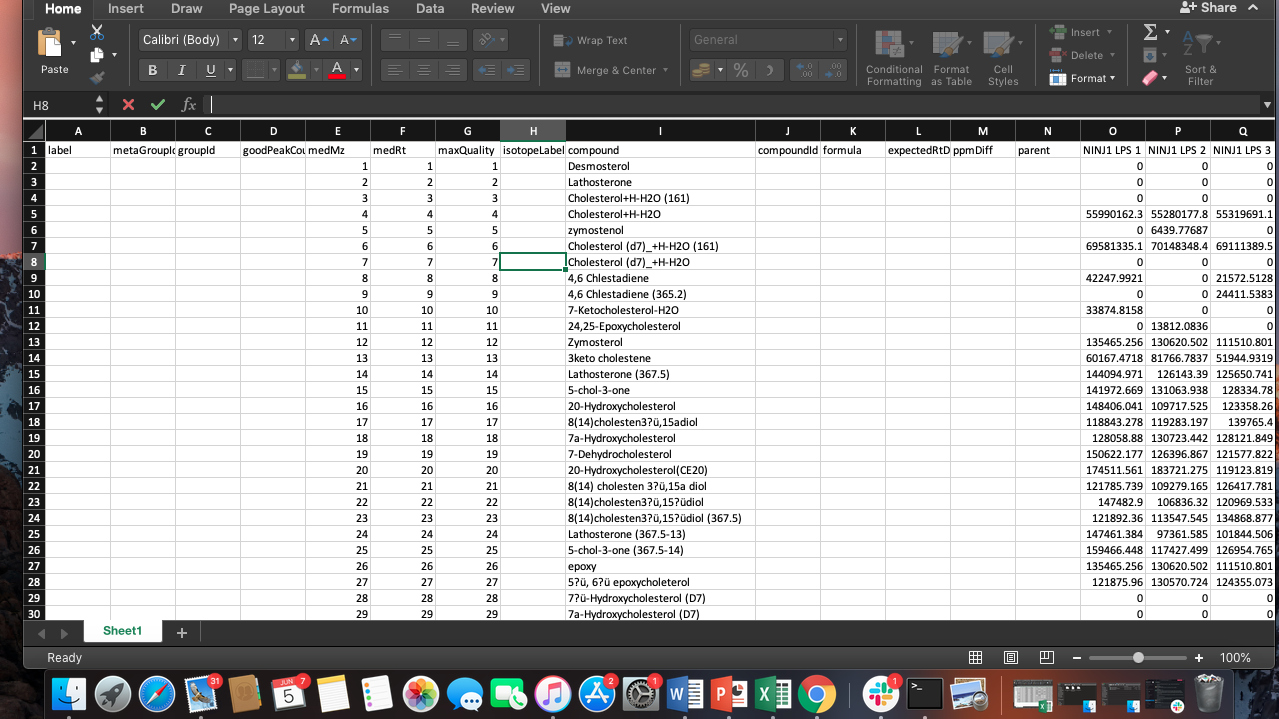 Home Insert Draw Page Layout Formulas Data Review View Share
Paste
Calibri (Body) 12 A A
B I U A
Wrap Text
Merge & Center
General
%
Conditional Formatting
Format as Table
Cell Styles
Insert
Delete
Format
Sort & Filter
H8 fx
A B C D E F G H I J K L M N O P Q
1 label metaGroupId groupId goodPeakCou medMz medRt maxQuality isotopeLabel compound compoundId formula expectedRtD ppmDiff parent NINJ1 LPS 1 NINJ1 LPS 2 NINJ1 LPS 3
2 1 1 1 Desmosterol 0 0 0
3 2 2 2 Lathosterone 0 0 0
4 3 3 3 Cholesterol+H-H2O (161) 0 0 0
5 4 4 4 Cholesterol+H-H2O 55990162.3 55280177.8 55319691.1
6 5 5 5 zymostenol 0 6439.77687 0
7 6 6 6 Cholesterol (d7)_+H-H2O (161) 69581335.1 70148348.4 69111389.5
8 7 7 7 Cholesterol (d7)_+H-H2O 0 0 0
9 8 8 8 4,6 Chlestadiene 42247.9921 0 21572.5128
10 9 9 9 4,6 Chlestadiene (365.2) 0 0 24411.5383
11 10 10 10 7-Ketocholesterol-H2O 33874.8158 0 0
12 11 11 11 24,25-Epoxycholesterol 0 13812.0836 0
13 12 12 12 Zymosterol 135465.256 130620.502 111510.801
14 13 13 13 3keto cholestene 60167.4718 81766.7837 51944.9319
15 14 14 14 Lathosterone (367.5) 144094.971 126143.39 125650.741
16 15 15 15 5-chol-3-one 141972.669 131063.938 128334.78
17 16 16 16 20-Hydroxycholesterol 148406.041 109717.525 123358.26
18 17 17 17 8(14)cholesten3?ü,15adiol 118843.278 119283.197 139765.4
19 18 18 18 7a-Hydroxycholesterol 128058.88 130723.442 128121.849
20 19 19 19 7-Dehydrocholesterol 150622.177 126396.867 121577.822
21 20 20 20 20-Hydroxycholesterol(CE20) 174511.561 183721.275 119123.819
22 21 21 21 8(14) cholesten 3?ü,15a diol 121785.739 109279.165 126417.781
23 22 22 22 8(14)cholesten3?ü,15?üdiol 147482.9 106836.32 120969.533
24 23 23 23 8(14)cholesten3?ü,15?üdiol (367.5) 121892.36 113547.545 134868.877
25 24 24 24 Lathosterone (367.5-13) 147461.384 97361.585 101844.506
26 25 25 25 5-chol-3-one (367.5-14) 159466.448 117427.499 126954.765
27 26 26 26 epoxy 135465.256 130620.502 111510.801
28 27 27 27 5?ü, 6?ü epoxycholeterol 121875.96 130570.724 124355.073
29 28 28 28 7?ü-Hydroxycholesterol (D7) 0 0 0
30 29 29 29 7a-Hydroxycholesterol (D7) 0 0 0
Sheet1 +
Ready − + 100%
31 JUN 5 7 2 1 W P X 1 >_